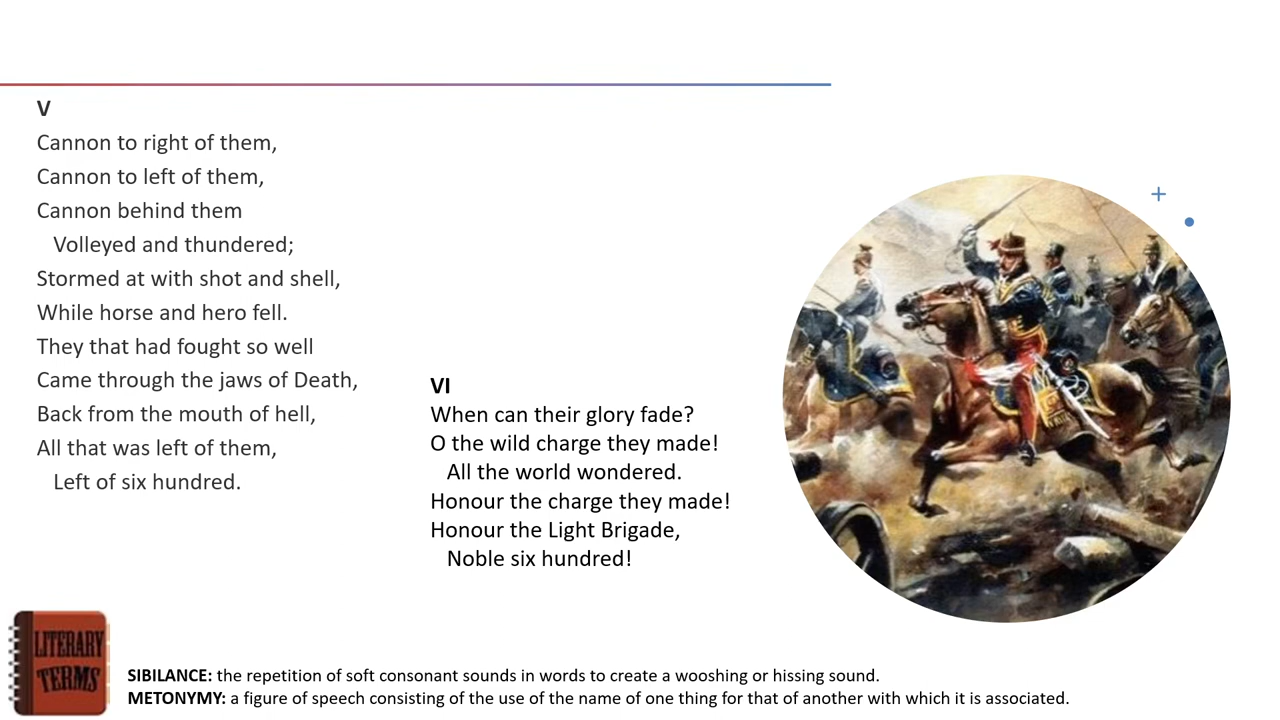 V
Cannon to right of them,
Cannon to left of them,
Cannon behind them
Volleyed and thundered;
Stormed at with shot and shell,
While horse and hero fell.
They that had fought so well
Came through the jaws of Death,
Back from the mouth of hell,
All that was left of them,
Left of six hundred.
VI
When can their glory fade?
O the wild charge they made!
All the world wondered.
Honour the charge they made!
Honour the Light Brigade,
Noble six hundred!
LITERARY
TERMS
SIBILANCE: the repetition of soft consonant sounds in words to create a wooshing or hissing sound.
METONYMY: a figure of speech consisting of the use of the name of one thing for that of another with which it is associated.